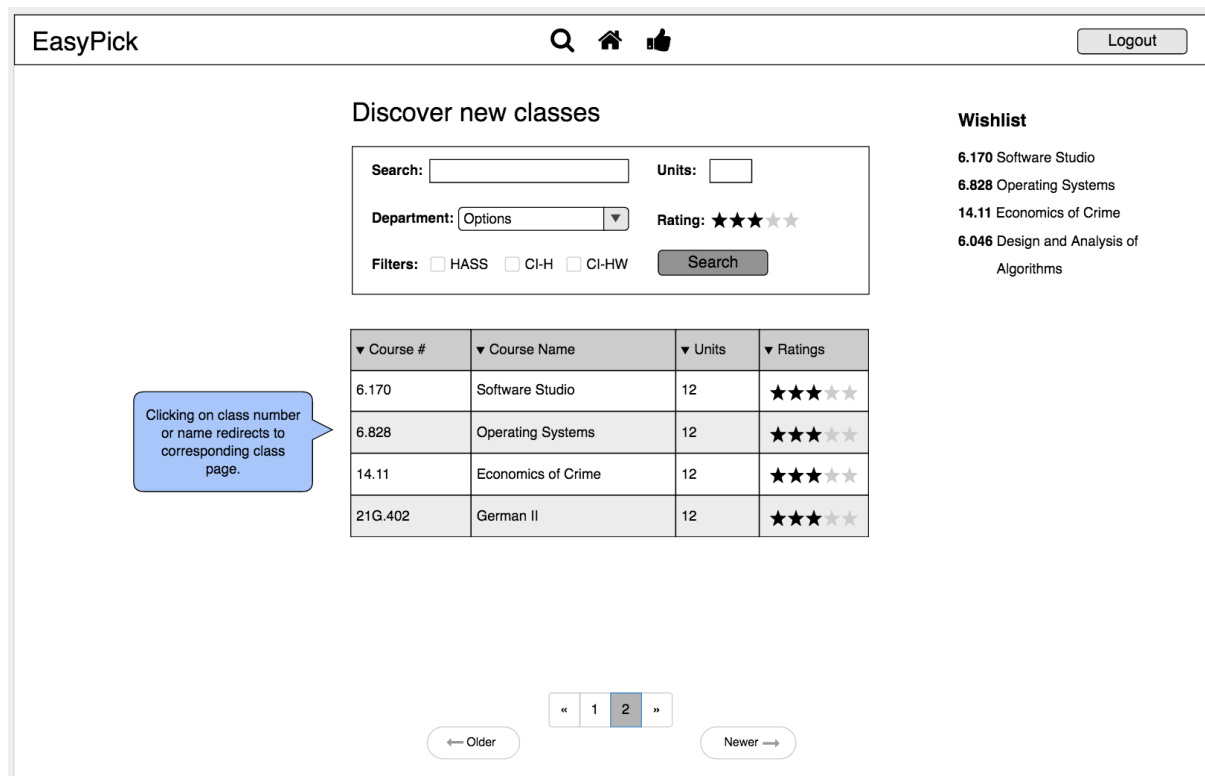 EasyPick
Logout
Discover new classes
Search:
Units:
Department: Options
Rating:
Filters: HASS CI-H CI-HW
Search
Wishlist
6.170 Software Studio
6.828 Operating Systems
14.11 Economics of Crime
6.046 Design and Analysis of
Algorithms
Course # Course Name Units Ratings
6.170 Software Studio 12
6.828 Operating Systems 12
14.11 Economics of Crime 12
21G.402 German II 12
Clicking on class number
or name redirects to
corresponding class
page.
« 1 2 »
Older
Newer